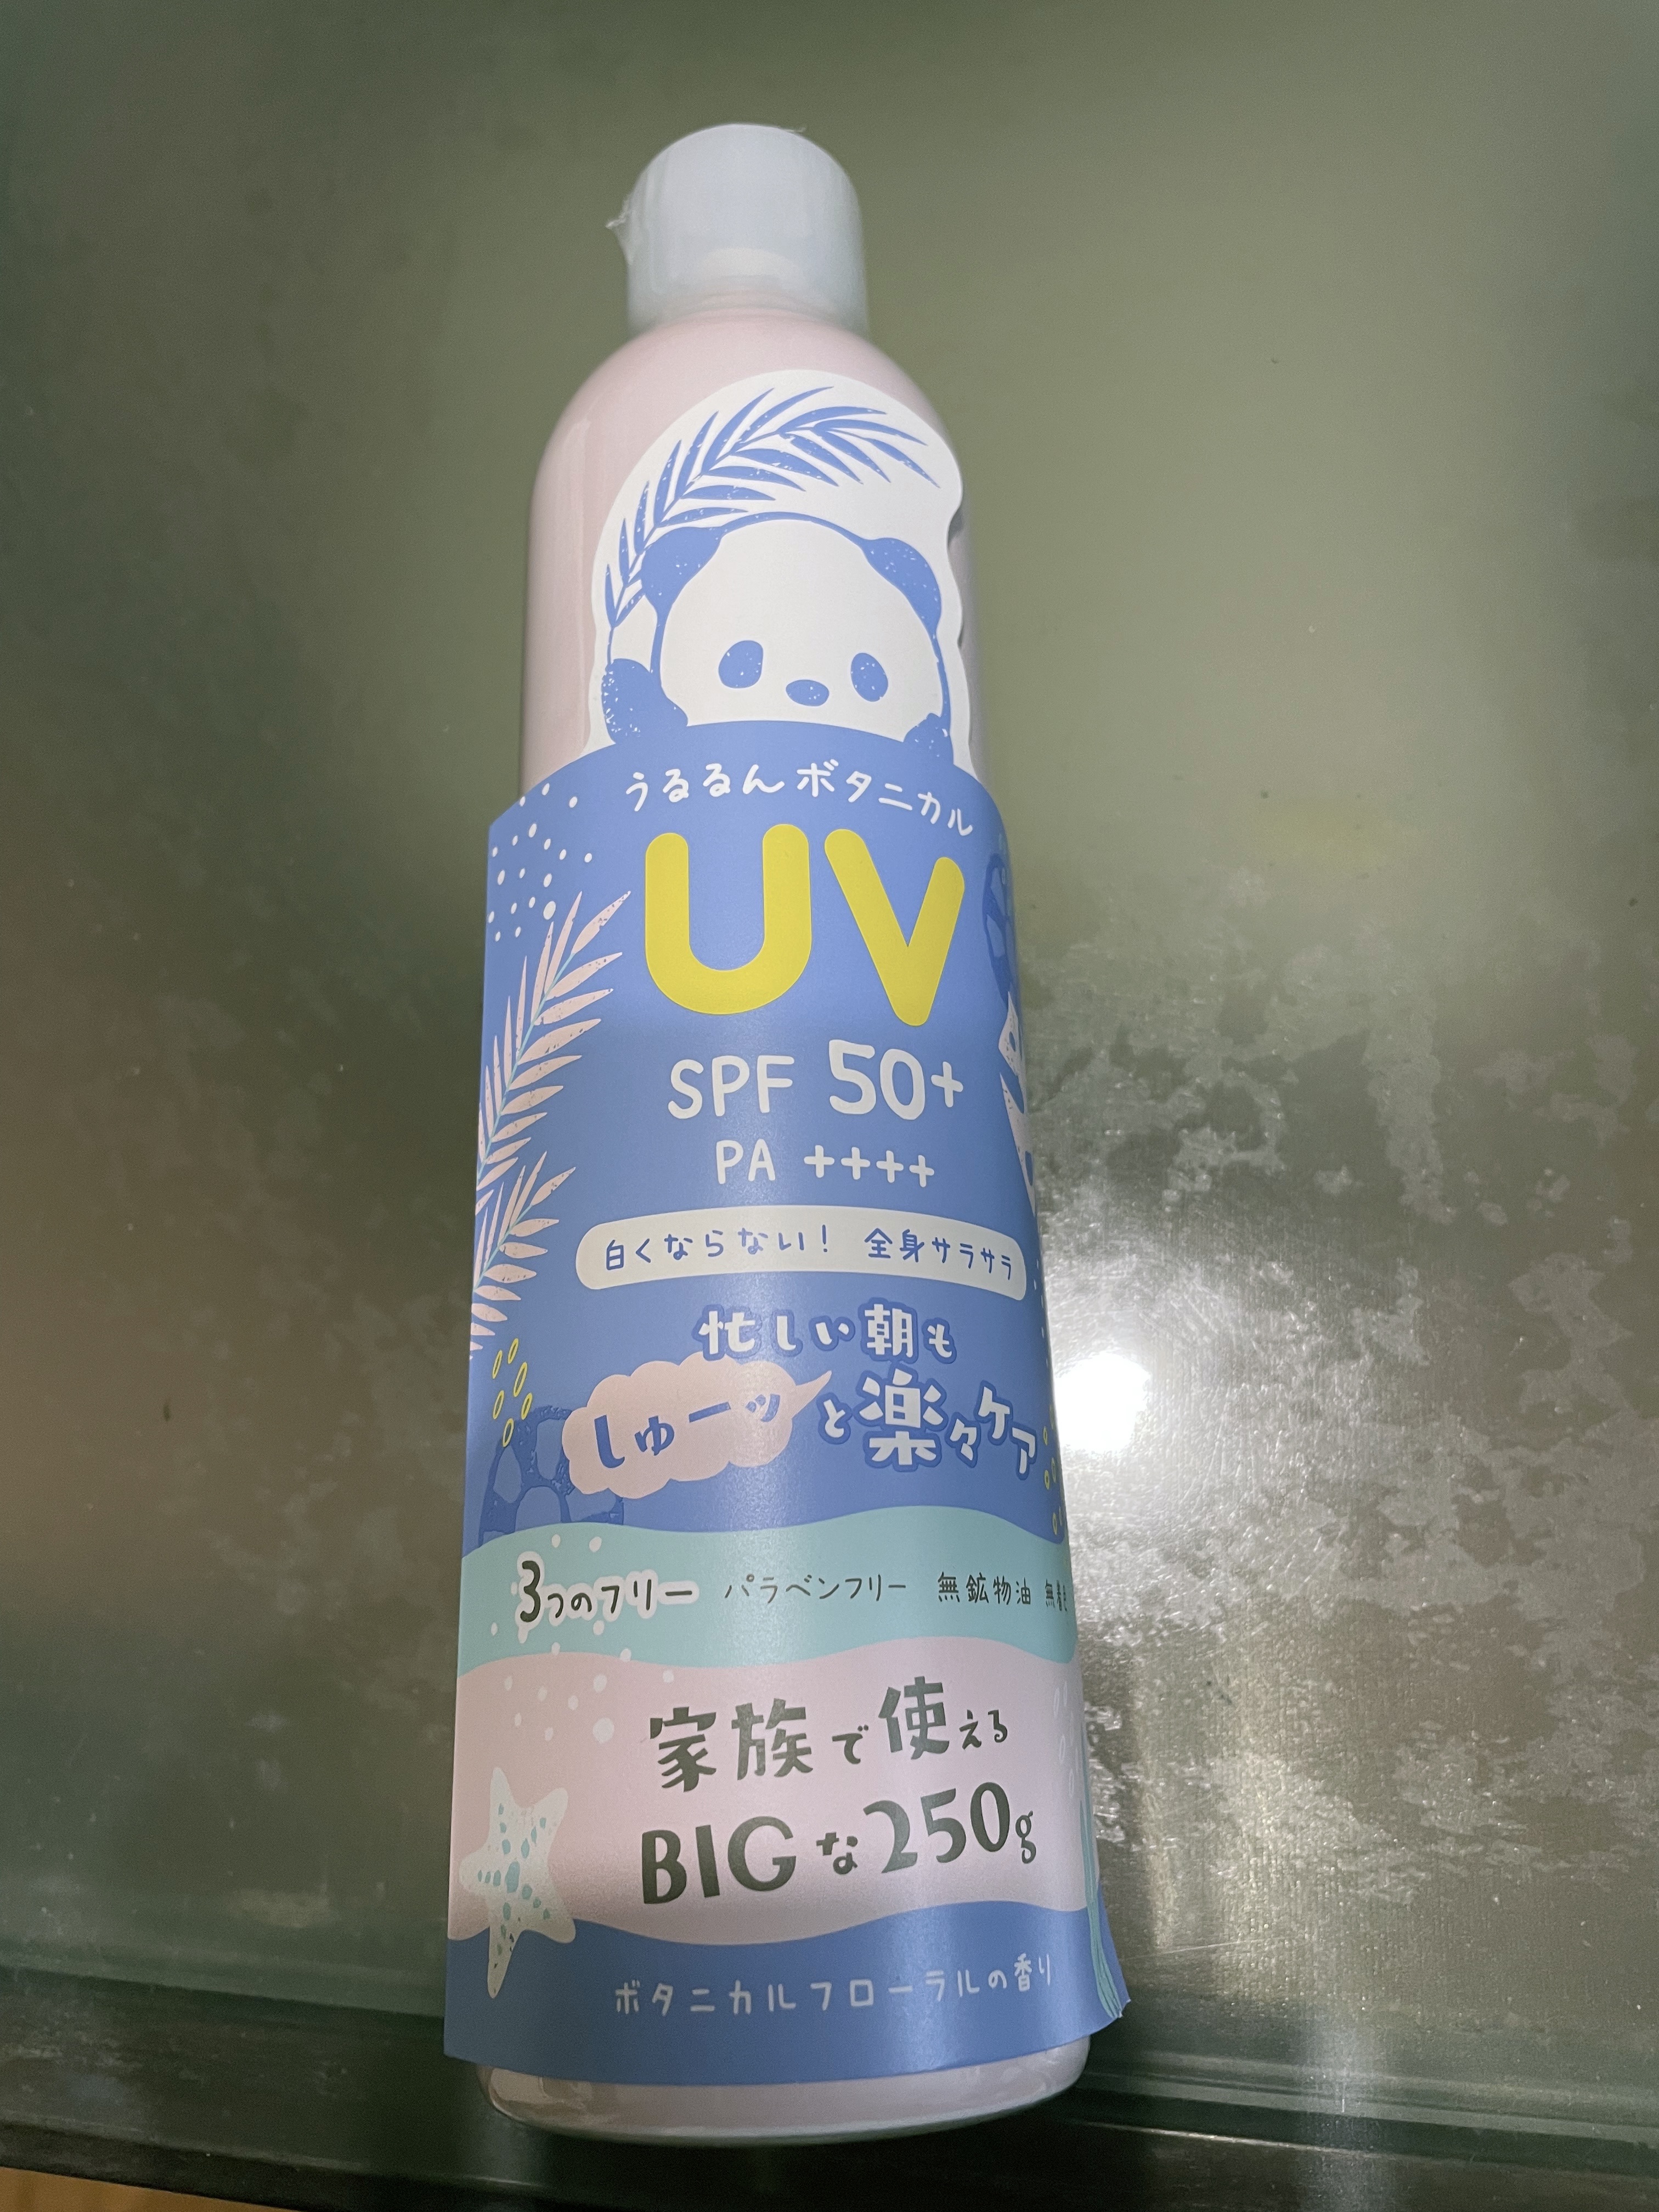 うるるんボタニカル
UV
SPF 50+
PA ++++
白くならない! 全身サラサラ
忙しい朝も
しゅーッと楽々ケア
3つのフリー パラベンフリー 無鉱物油 無着色
家族で使える
BIGな250g
ボタニカルフローラルの香り